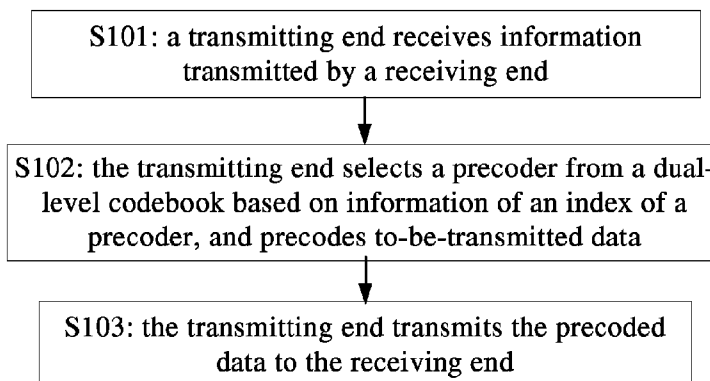 S101: a transmitting end receives information
transmitted by a receiving end
S102: the transmitting end selects a precoder from a dual-
level codebook based on information of an index of a
precoder, and precodes to-be-transmitted data
S103: the transmitting end transmits the precoded
data to the receiving end